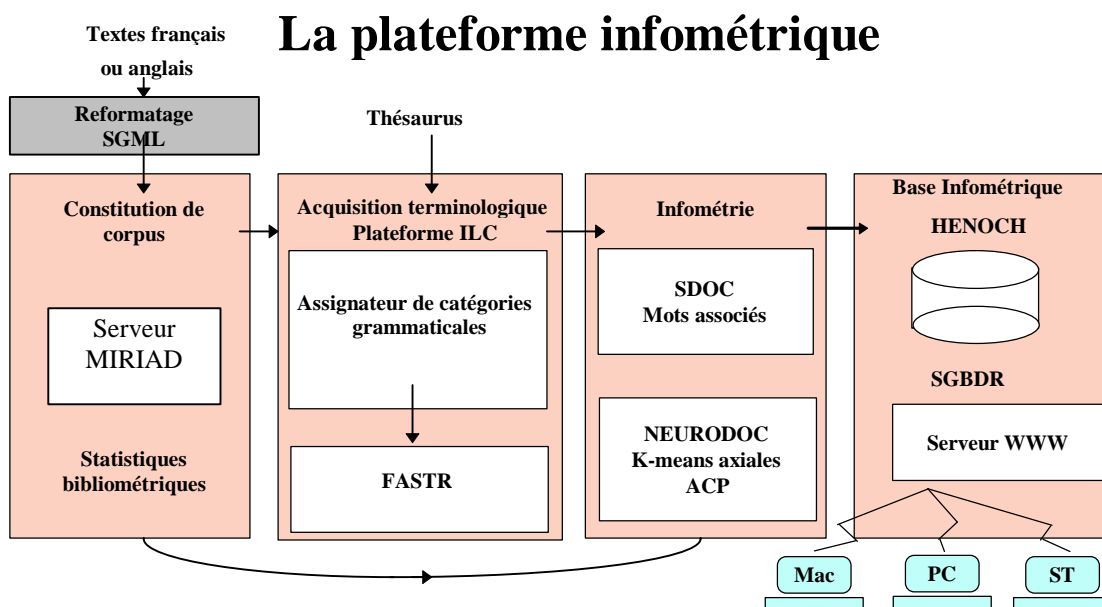 La plateforme infométrique
Textes français
ou anglais
Reformatage
SGML
Thésaurus
Constitution de
corpus
Serveur
MIRIAD
Statistiques
bibliométriques
Acquisition terminologique
Plateforme ILC
Assignateur de catégories
grammaticales
FASTR
Infométrie
SDOC
Mots associés
NEURODOC
K-means axiales
ACP
Base Infométrique
HENOCH
SGBDR
Serveur WWW
Mac
PC
ST